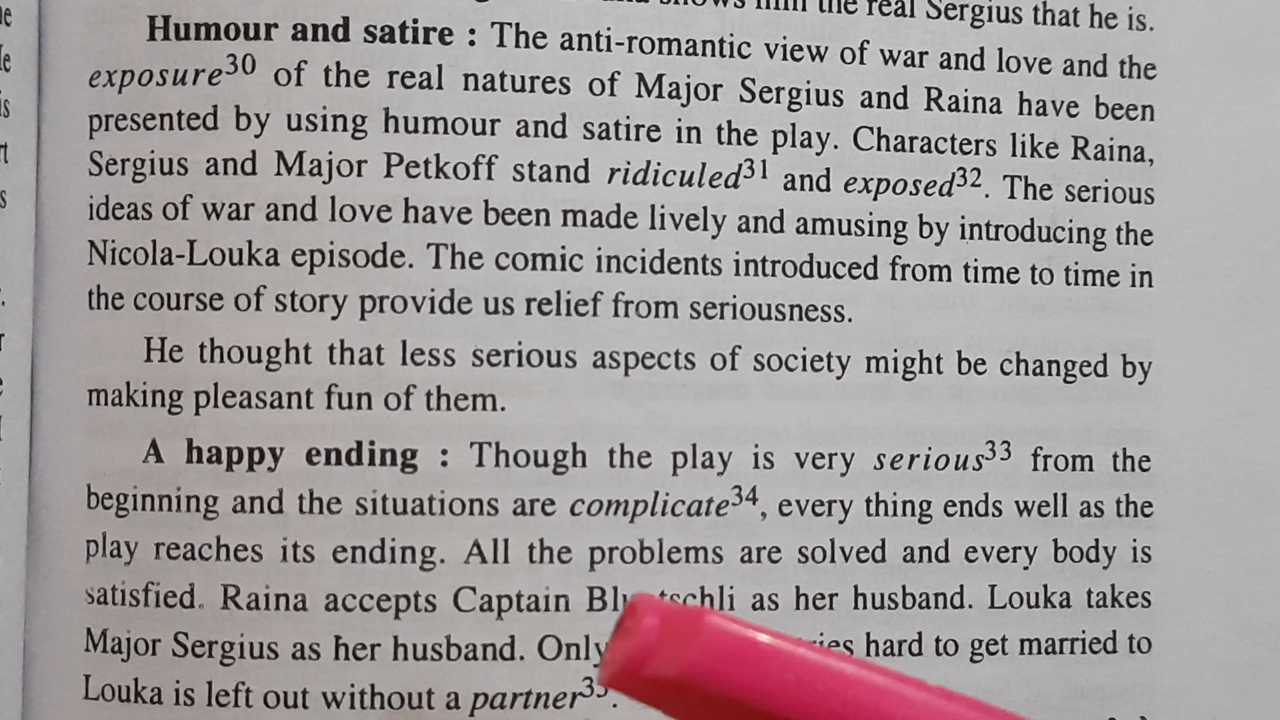 the real Sergius that he is.
Humour and satire : The anti-romantic view of war and love and the
exposure30 of the real natures of Major Sergius and Raina have been
presented by using humour and satire in the play. Characters like Raina,
Sergius and Major Petkoff stand ridiculed31 and exposed32. The serious
ideas of war and love have been made lively and amusing by introducing the
Nicola-Louka episode. The comic incidents introduced from time to time in
the course of story provide us relief from seriousness.
He thought that less serious aspects of society might be changed by
making pleasant fun of them.
A happy ending : Though the play is very serious33 from the
beginning and the situations are complicate34, every thing ends well as the
play reaches its ending. All the problems are solved and every body is
satisfied. Raina accepts Captain as her husband. Louka takes
Major Sergius as her husband. Only hard to get married to
Louka is left out without a partner35.